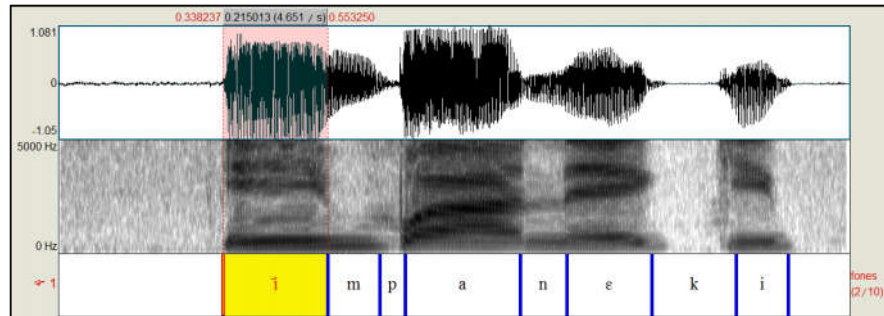 0.338237 0.215013 (4.651 / s) 0.553250
1.081
0
-1.05
5000 Hz
0 Hz
1 ĩ m p a n ɛ k i fones
(2/10)